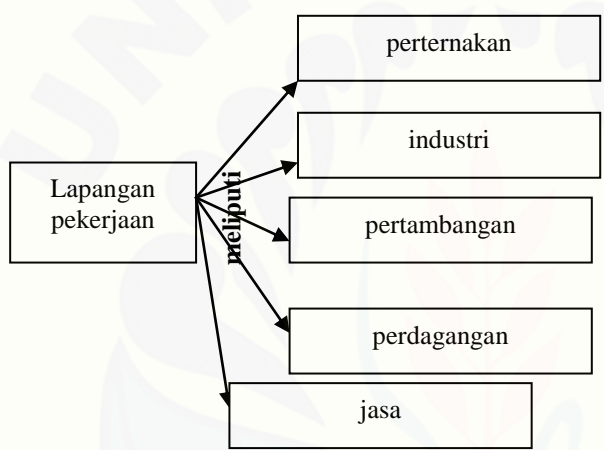 perternakan
industri
Lapangan
pekerjaan
meliputi
pertambangan
perdagangan
jasa